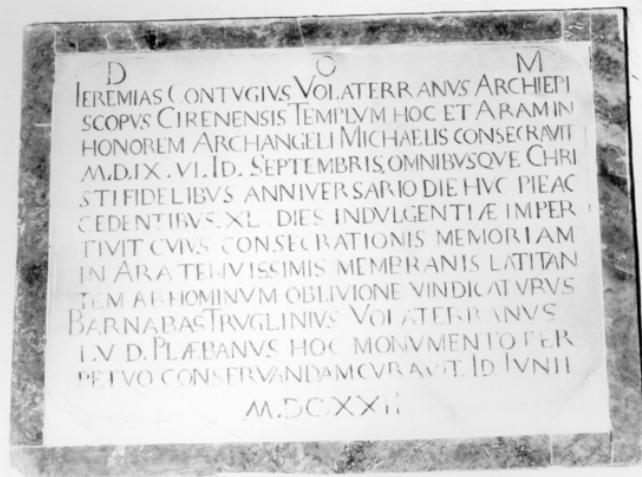 D O M
IEREMIAS CONTVGIVS VOLATERRANVS ARCHIEPI
SCOPVS CIRENENSIS TEMPLVM HOC ET ARAM IN
HONOREM ARCHANGELI MICHAELIS CONSECRAVIT
M.D.IX.VI.ID. SEPTEMBRIS, OMNIBVSQVE CHRI
STI FIDELIBVS ANNIVERSARIO DIE HVC PIE AC
CEDENTIBVS. XL. DIES INDVLGENTIÆ IMPER
TIVIT CVIVS CONSECRATIONIS MEMORIAM
IN ARA TENVISSIMIS MEMBRANIS LATITAN
TEM AB HOMINVM OBLIVIONE VINDICATVRVS
BARNABAS TRVGLINIVS VOLATERRANVS
I.V.D. PLÆBANVS HOC MONVMENTO PER
PETVO CONSERVANDAM CVRAVIT. ID IVNII